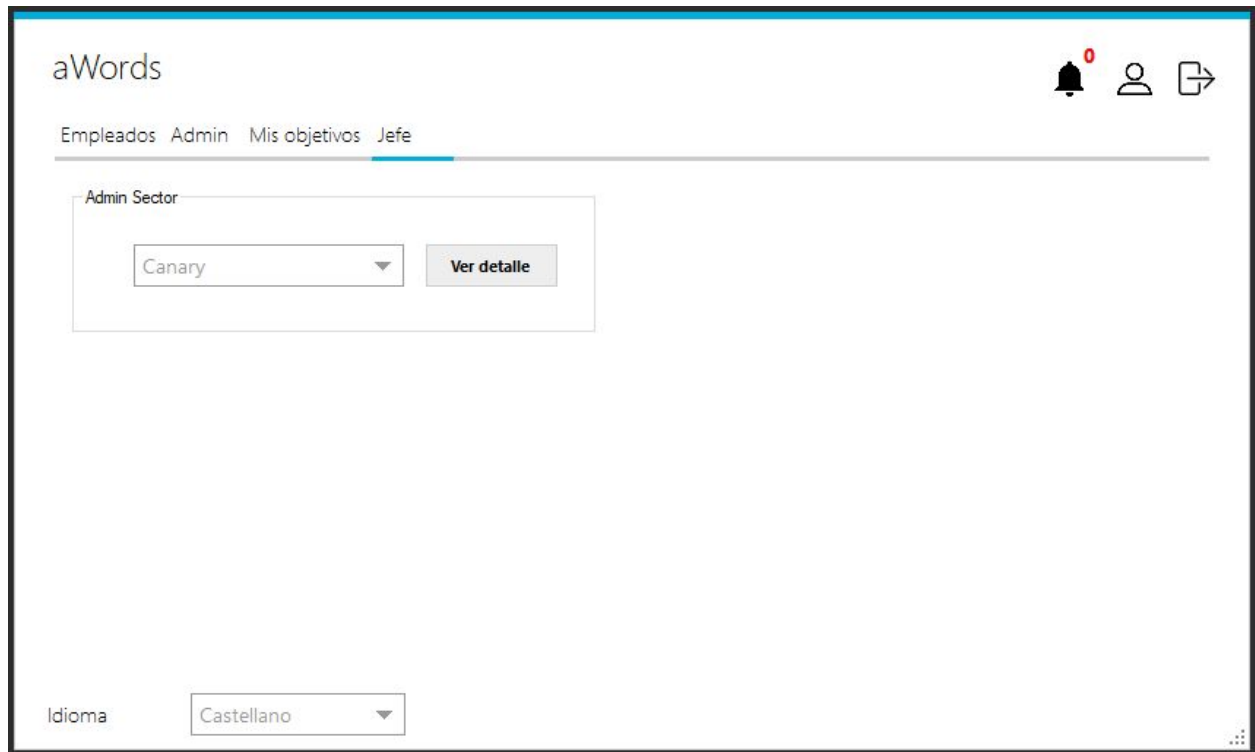 aWords
0
Empleados Admin Mis objetivos Jefe
Admin Sector
Canary Ver detalle
Idioma Castellano